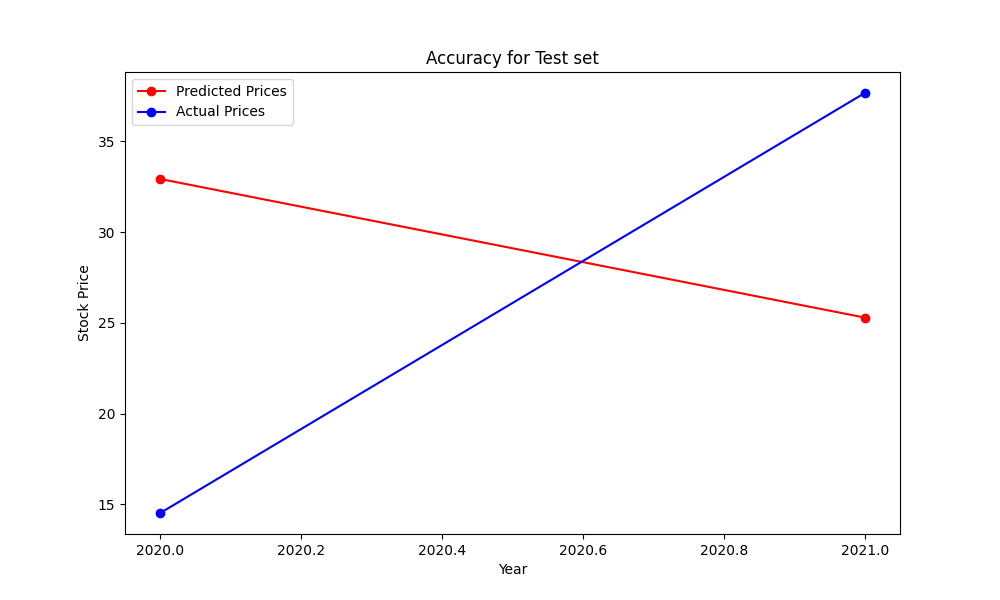 Accuracy for Test set
Predicted Prices
Actual Prices
35
30
25
20
15
Stock Price
2020.0 2020.2 2020.4 2020.6 2020.8 2021.0
Year